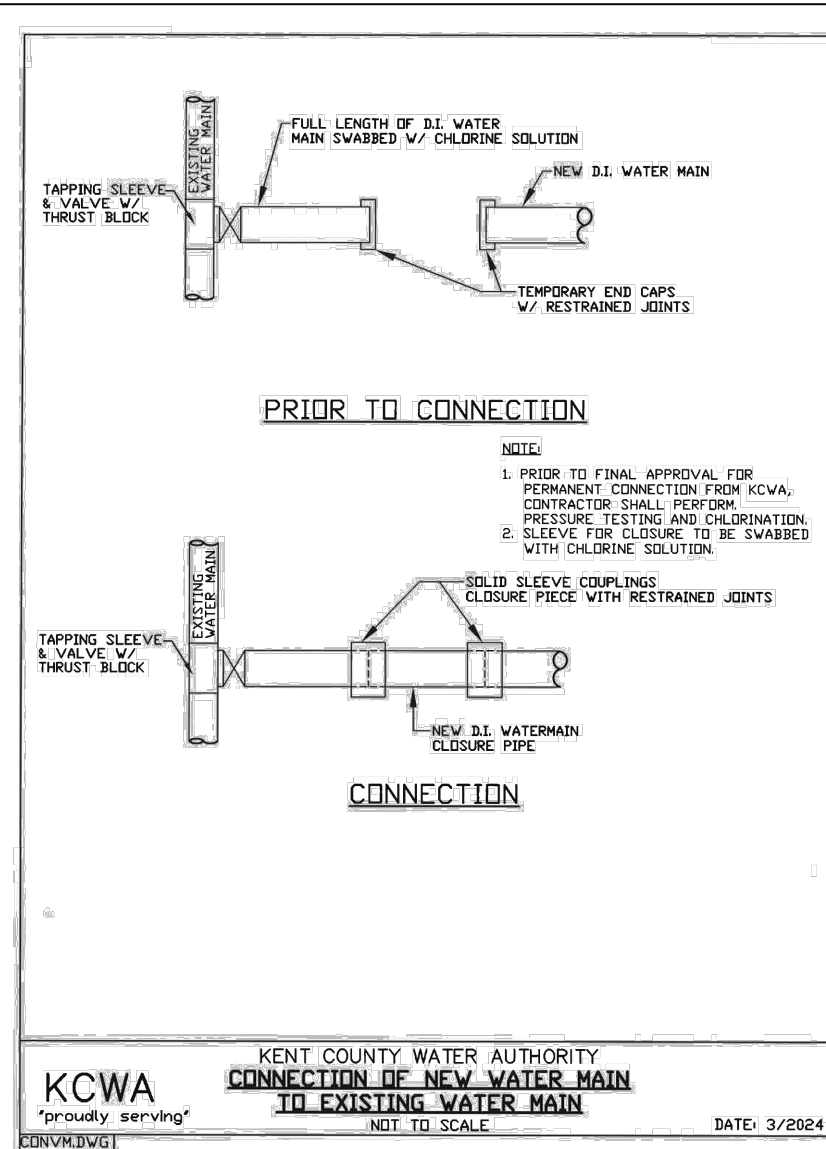 FULL LENGTH OF D.I. WATER
MAIN SWABBED W/ CHLORINE SOLUTION
EXISTING
WATER MAIN
NEW D.I. WATER MAIN
TAPPING SLEEVE
& VALVE W/
THRUST BLOCK
TEMPORARY END CAPS
W/ RESTRAINED JOINTS
PRIOR TO CONNECTION
NOTE:
1. PRIOR TO FINAL APPROVAL FOR
PERMANENT CONNECTION FROM KCWA,
CONTRACTOR SHALL PERFORM.
PRESSURE TESTING AND CHLORINATION.
2. SLEEVE FOR CLOSURE TO BE SWABBED
WITH CHLORINE SOLUTION.
EXISTING
WATER MAIN
SOLID SLEEVE COUPLINGS
CLOSURE PIECE WITH RESTRAINED JOINTS
TAPPING SLEEVE
& VALVE W/
THRUST BLOCK
NEW D.I. WATERMAIN
CLOSURE PIPE
CONNECTION
KCWA
"proudly serving"
KENT COUNTY WATER AUTHORITY
CONNECTION OF NEW WATER MAIN
TO EXISTING WATER MAIN
NOT TO SCALE
DATE: 3/2024
CONVM.DWG